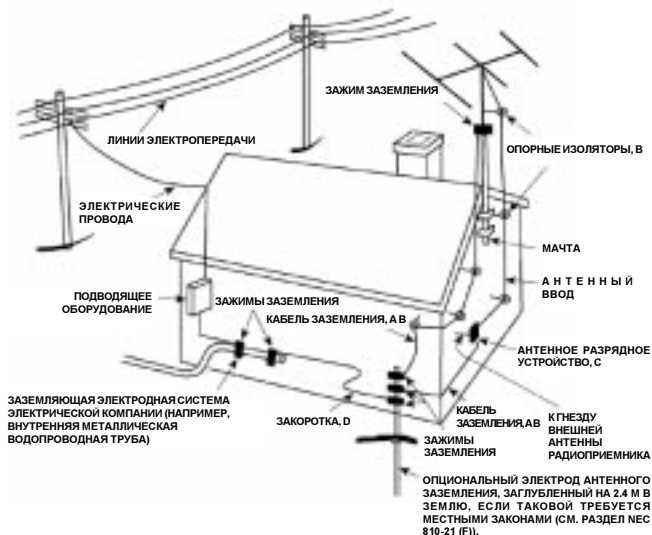 ЗАЖИМ ЗАЗЕМЛЕНИЯ
ЛИНИИ ЭЛЕКТРОПЕРЕДАЧИ
ОПОРНЫЕ ИЗОЛЯТОРЫ, B
ЭЛЕКТРИЧЕСКИЕ
ПРОВОДА
МАЧТА
АНТЕННЫЙ
ВВОД
ПОДВОДЯЩЕЕ
ОБОРУДОВАНИЕ
ЗАЖИМЫ ЗАЗЕМЛЕНИЯ
КАБЕЛЬ ЗАЗЕМЛЕНИЯ, A B
АНТЕННОЕ РАЗРЯДНОЕ
УСТРОЙСТВО, C
ЗАЗЕМЛЯЮЩАЯ ЭЛЕКТРОДНАЯ СИСТЕМА
ЭЛЕКТРИЧЕСКОЙ КОМПАНИИ (НАПРИМЕР,
ВНУТРЕННЯЯ МЕТАЛЛИЧЕСКАЯ
ВОДОПРОВОДНАЯ ТРУБА)
ЗАКОРОТКА, D
КАБЕЛЬ
ЗАЗЕМЛЕНИЯ, AB
ЗАЖИМЫ
ЗАЗЕМЛЕНИЯ
К ГНЕЗДУ
ВНЕШНЕЙ
АНТЕННЫ
РАДИОПРИЕМНИКА
ОПЦИОНАЛЬНЫЙ ЭЛЕКТРОД АНТЕННОГО
ЗАЗЕМЛЕНИЯ, ЗАГЛУБЛЕННЫЙ НА 2.4 М В
ЗЕМЛЮ, ЕСЛИ ТАКОВОЙ ТРЕБУЕТСЯ
МЕСТНЫМИ ЗАКОНАМИ (СМ. РАЗДЕЛ NEC
810-21 (F)).